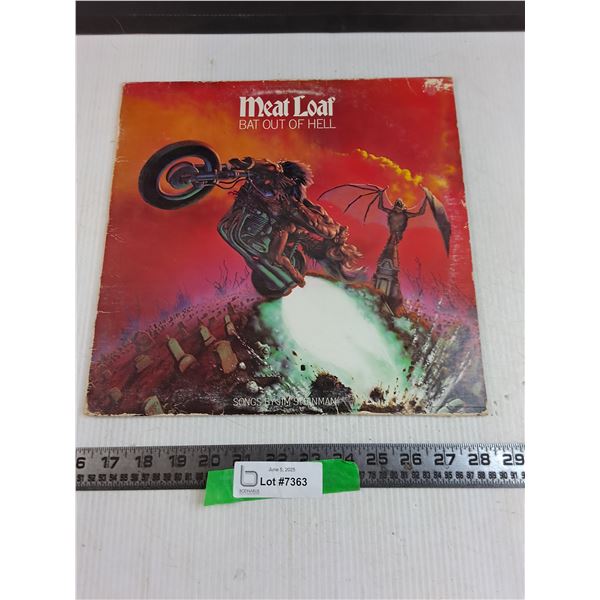 Meat Loaf
BAT OUT OF HELL
SONGS BY JIM STEINMAN
6 17 18 19 20 21 22 23 24 25 26 27 28 29
June 5, 2025
Lot #7363